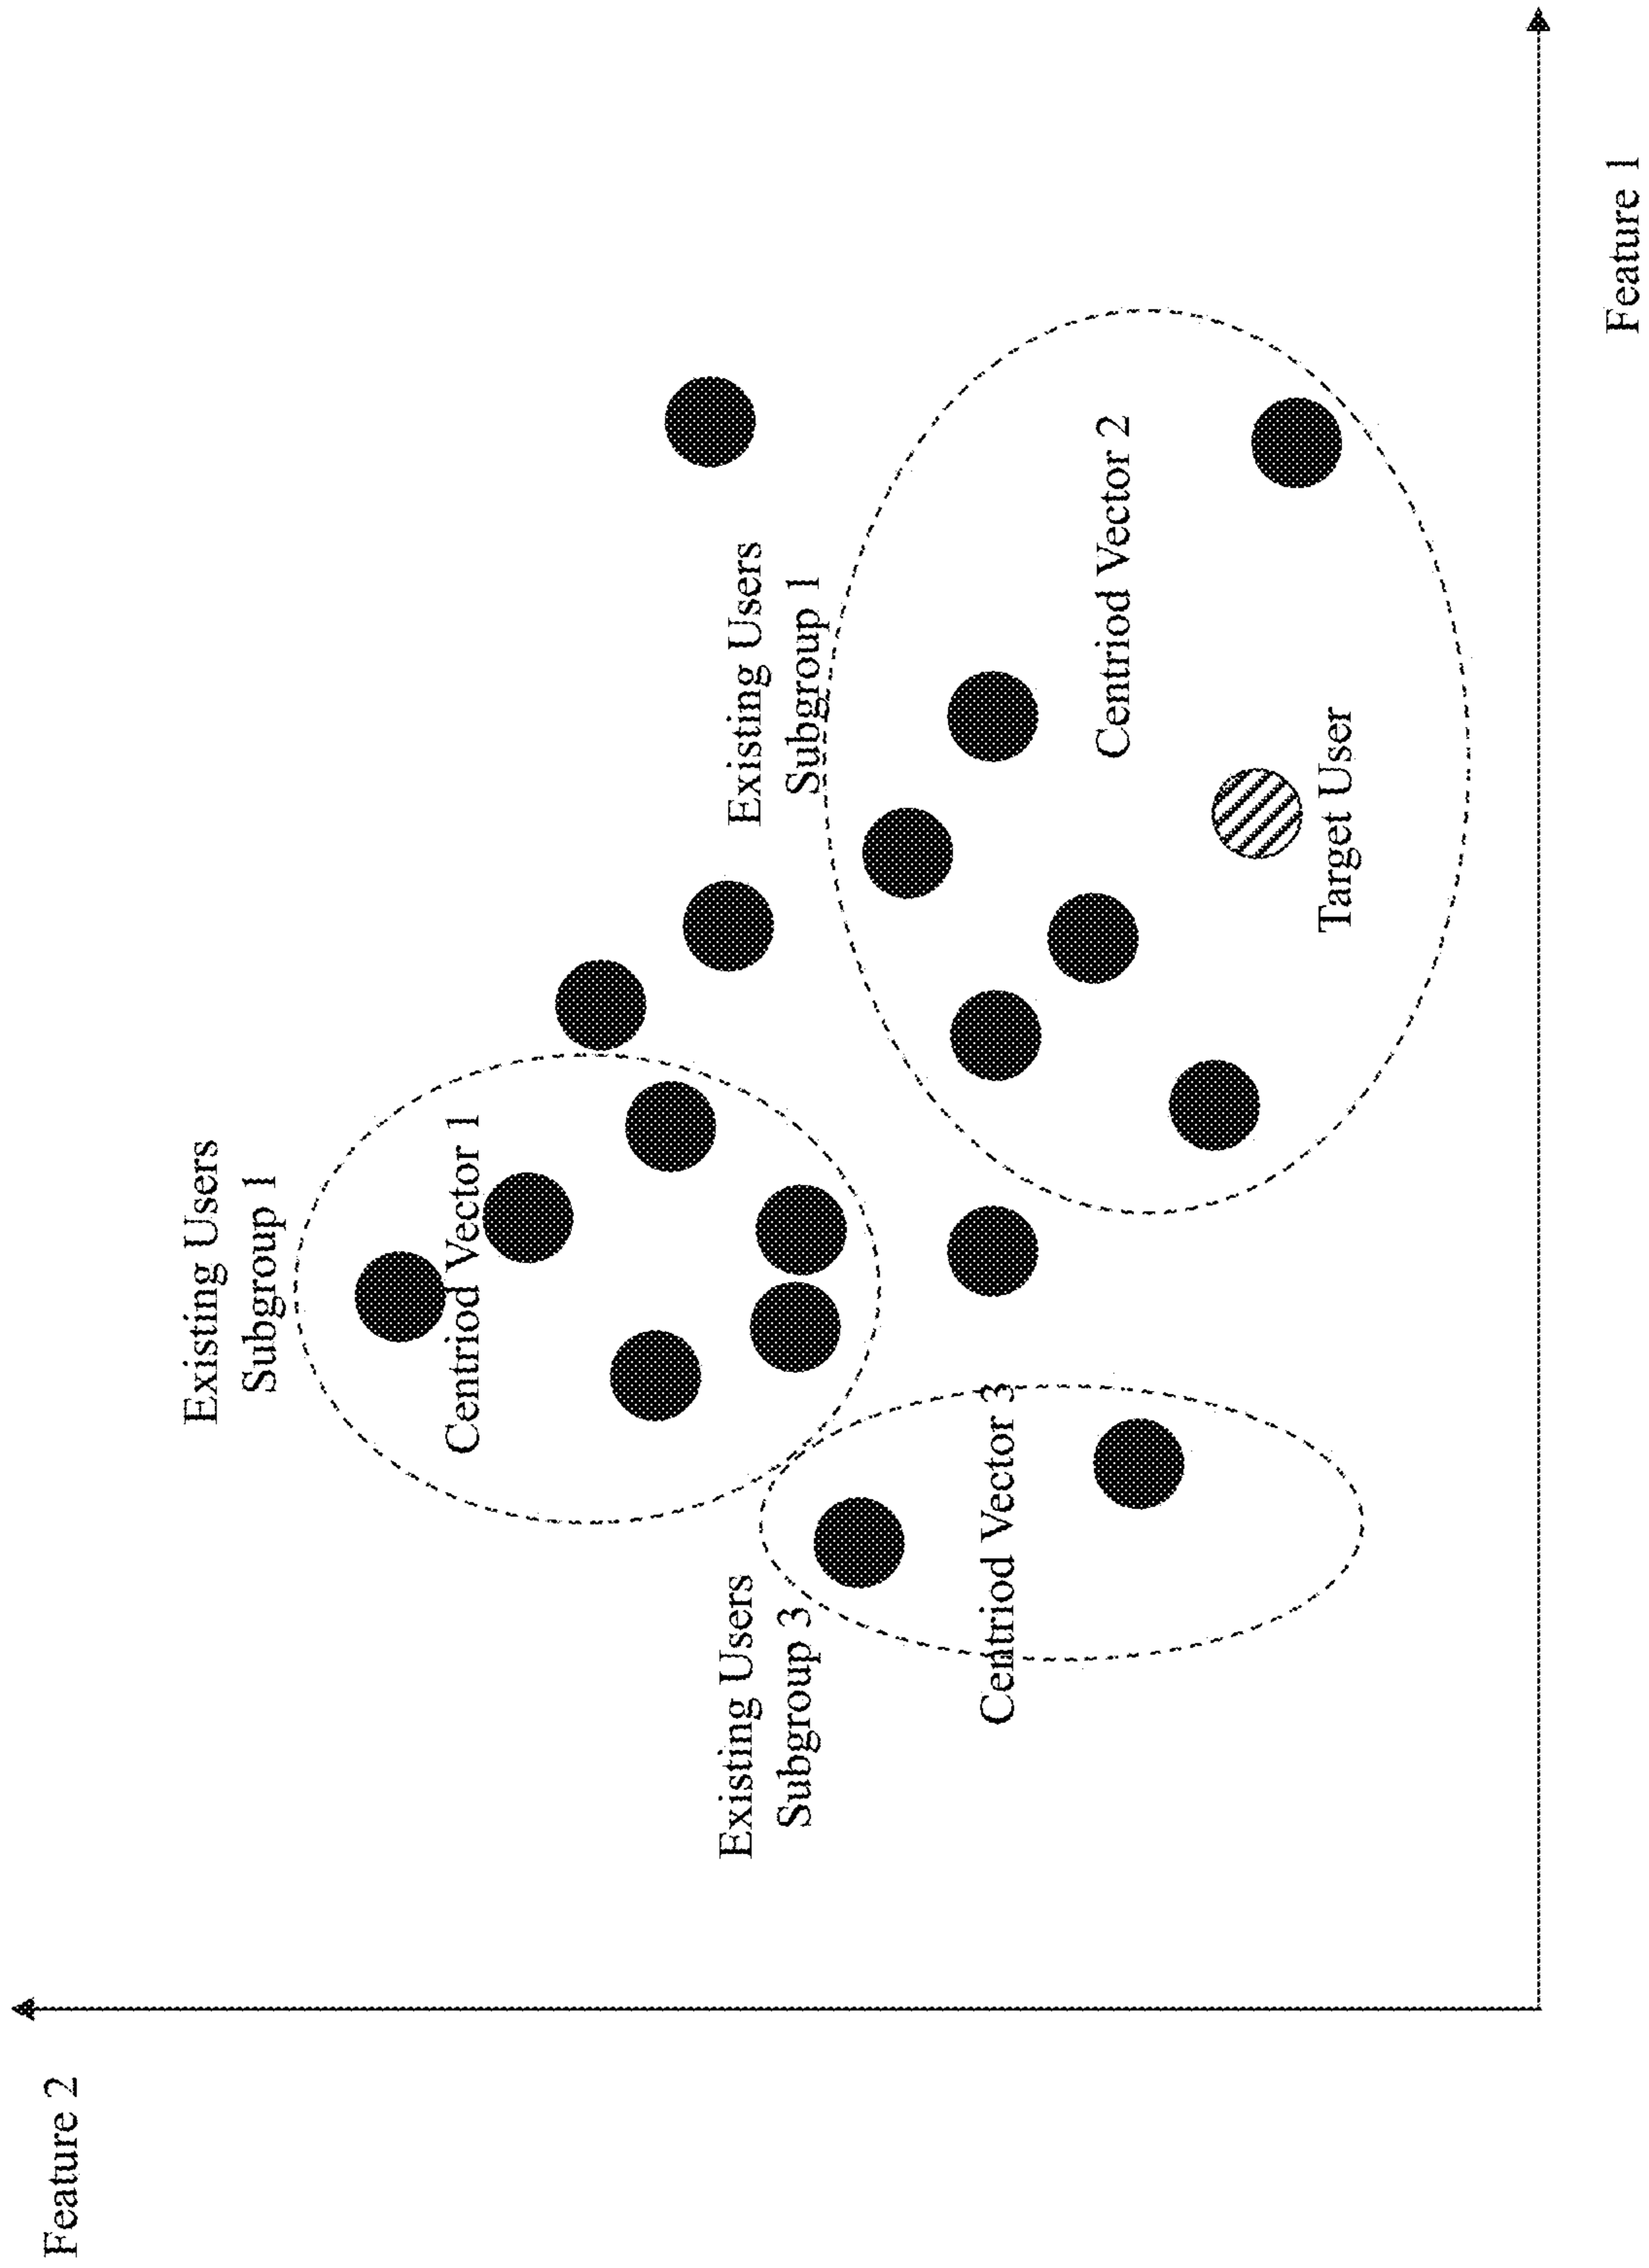 Feature 2
Existing Users
Subgroup 1
Centriod Vector 1
Existing Users
Subgroup 3
Centriod Vector 3
Existing Users
Subgroup 1
Centriod Vector 2
Target User
Feature 1